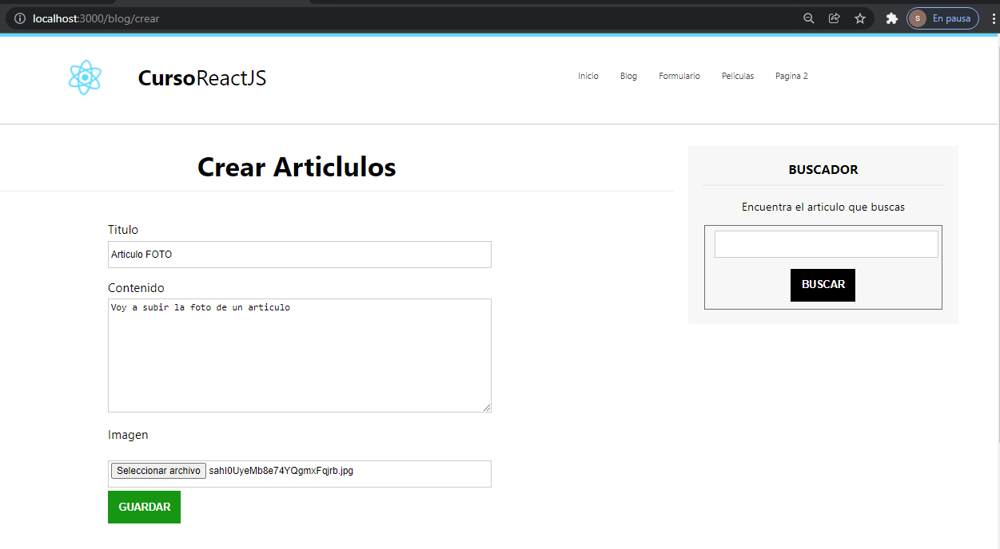 localhost:3000/blog/crear
S
En pausa
CursoReactJS
Inicio
Blog
Formulario
Peliculas
Pagina 2
Crear Articlulos
Titulo
Articulo FOTO
Contenido
Voy a subir la foto de un articulo
Imagen
Seleccionar archivo sahI0UyeMb8e74YQgmxFqjrb.jpg
GUARDAR
BUSCADOR
Encuentra el articulo que buscas
BUSCAR